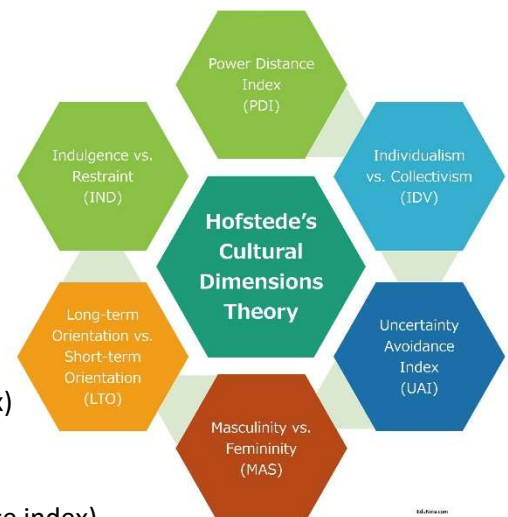 Power Distance
Index
(PDI)
Indulgence vs.
Restraint
(IND)
Individualism
vs. Collectivism
(IDV)
Hofstede's
Cultural
Dimensions
Theory
Long-term
Orientation vs.
Short-term
Orientation
(LTO)
Uncertainty
Avoidance
Index
(UAI)
Masculinity vs.
Femininity
(MAS)
index)